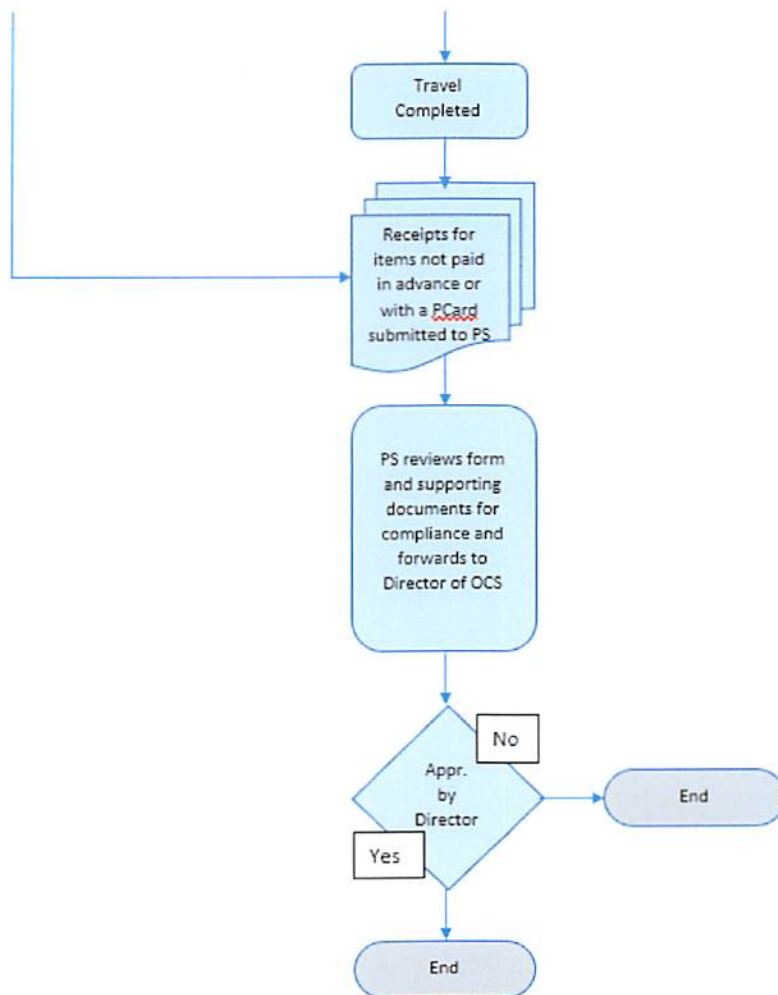 Travel
Completed
Receipts for
items not paid
in advance or
with a PCard
submitted to PS
PS reviews form
and supporting
documents for
compliance and
forwards to
Director of OCS
No
Appr.
by
Director
End
Yes
End